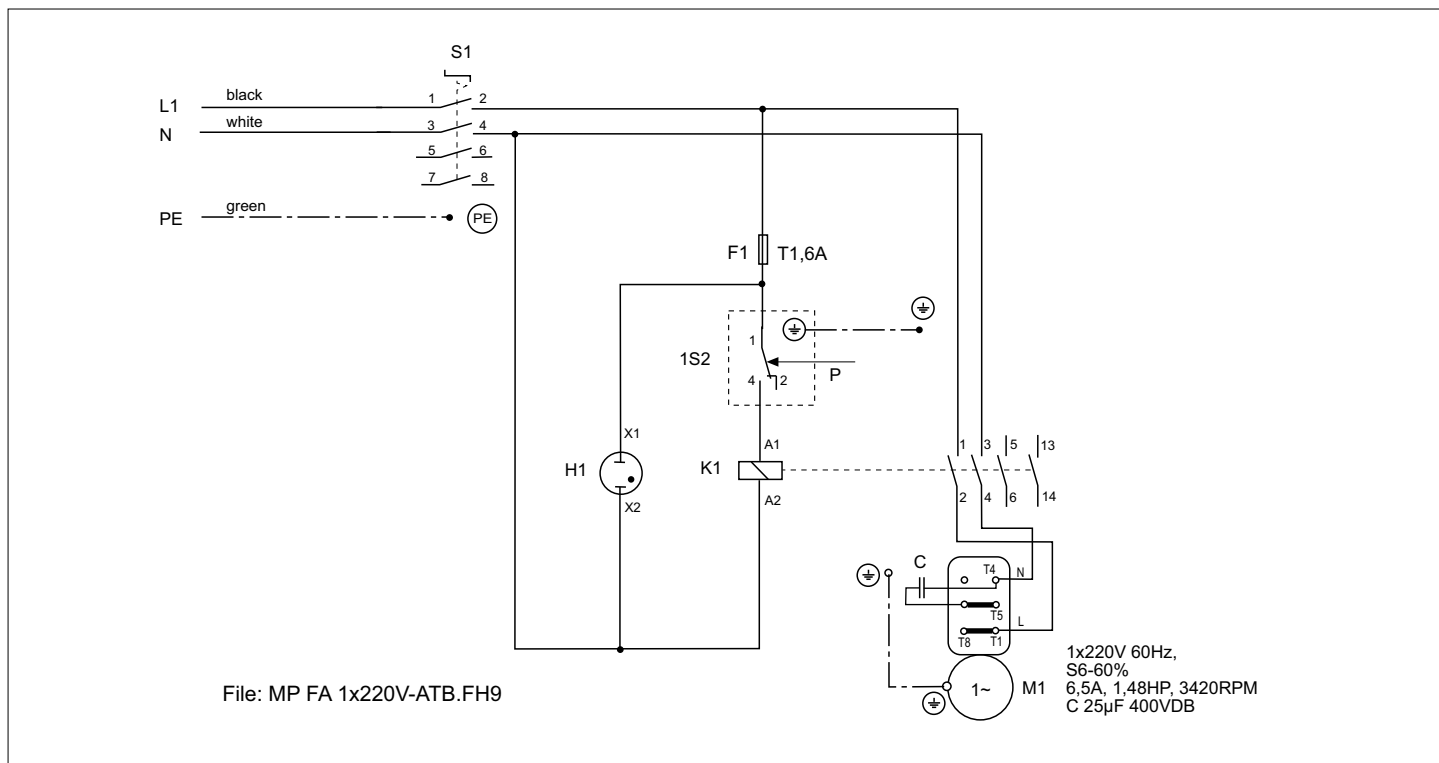 S1
L1 black 1 2
N white 3 4
5 6
7 8
PE green PE
F1 T1,6A
1
1S2
4 2 P
X1
H1
X2
A1
K1
A2
1 3 5 13
2 4 6 14
C
T4 N
T5
L
T8 T1
1~ M1
1x220V 60Hz,
S6-60%
6,5A, 1,48HP, 3420RPM
C 25µF 400VDB
File: MP FA 1x220V-ATB.FH9